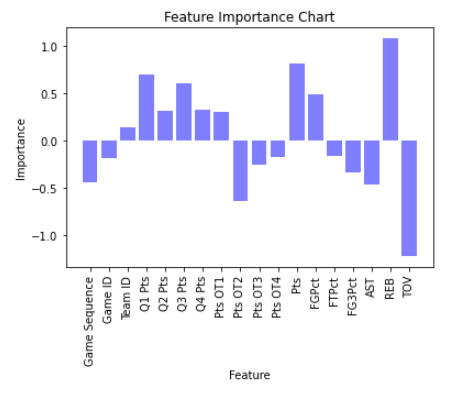 Feature Importance Chart
Importance
1.0
0.5
0.0
−0.5
−1.0
Game Sequence
Game ID
Team ID
Q1 Pts
Q2 Pts
Q3 Pts
Q4 Pts
Pts OT1
Pts OT2
Pts OT3
Pts OT4
Pts
FGPct
FTPct
FG3Pct
AST
REB
TOV
Feature